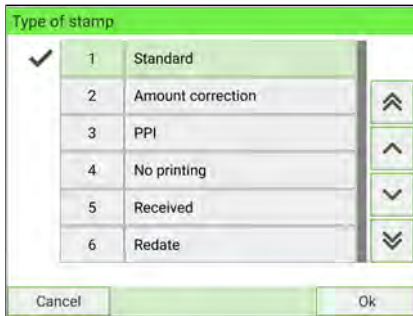 Type of stamp
1 Standard
2 Amount correction
3 PPI
4 No printing
5 Received
6 Redate
Cancel Ok